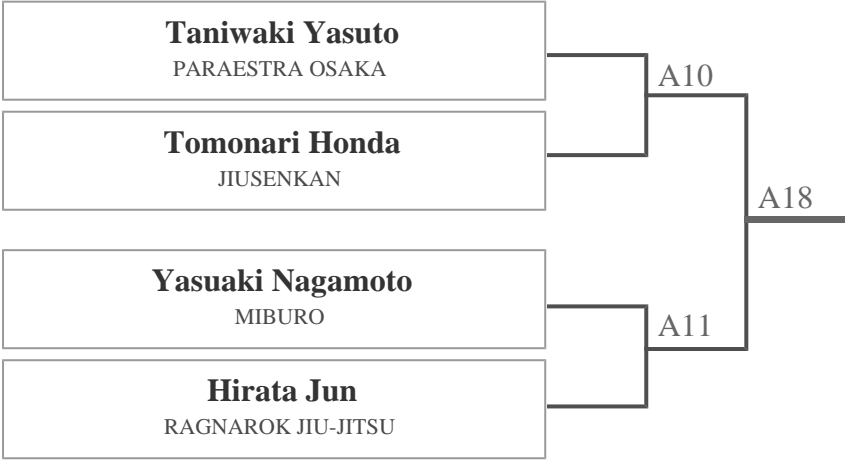 Taniwaki Yasuto
PARAESTRA OSAKA
A10
Tomonari Honda
JIUSENKAN
A18
Yasuaki Nagamoto
MIBURO
A11
Hirata Jun
RAGNAROK JIU-JITSU